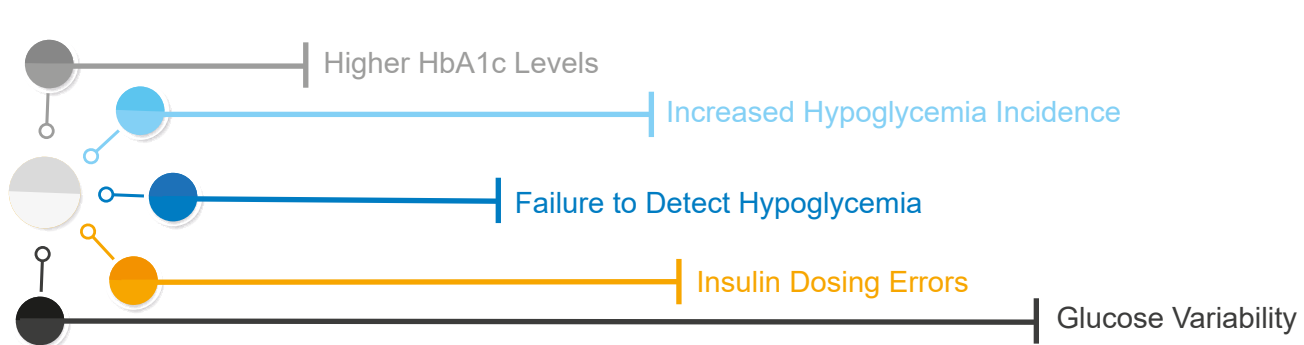 Higher HbA1c Levels
Increased Hypoglycemia Incidence
Failure to Detect Hypoglycemia
Insulin Dosing Errors
Glucose Variability